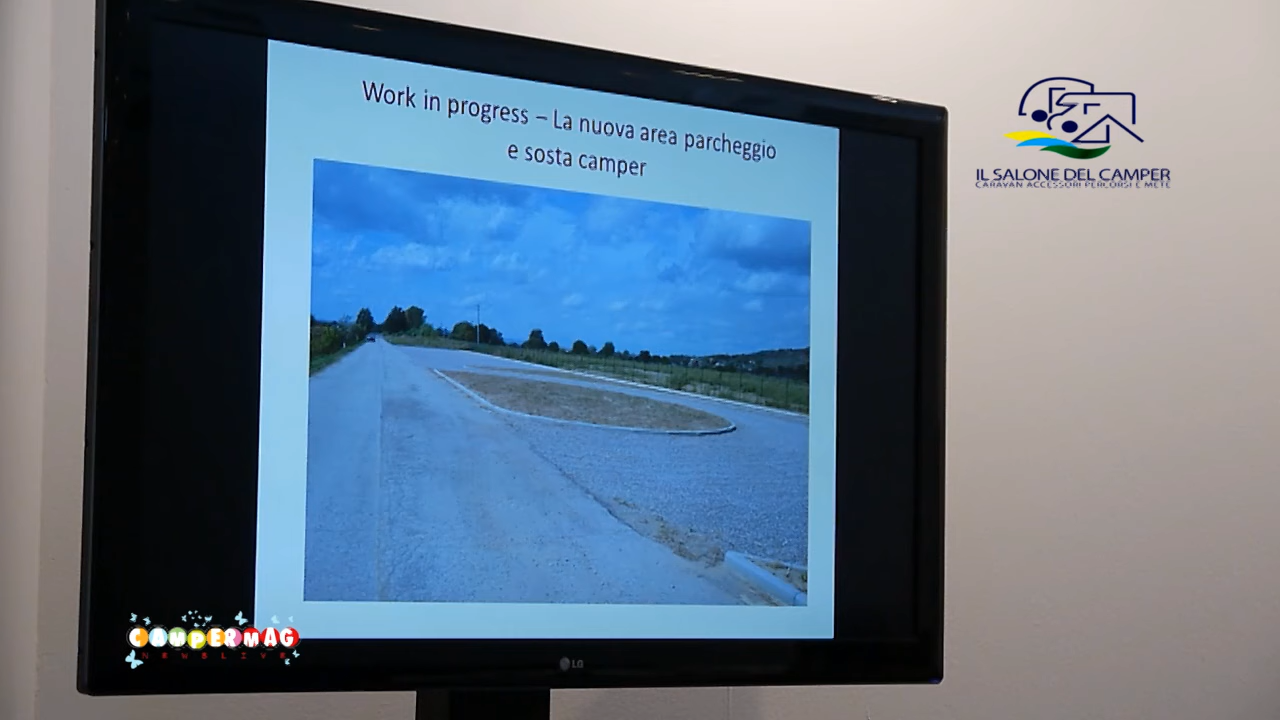 Work in progress – La nuova area parcheggio
e sosta camper
IL SALONE DEL CAMPER
CARAVAN ACCESSORI PERCORSI E METE
CAMPERMAG
NEWSLIVE
LG